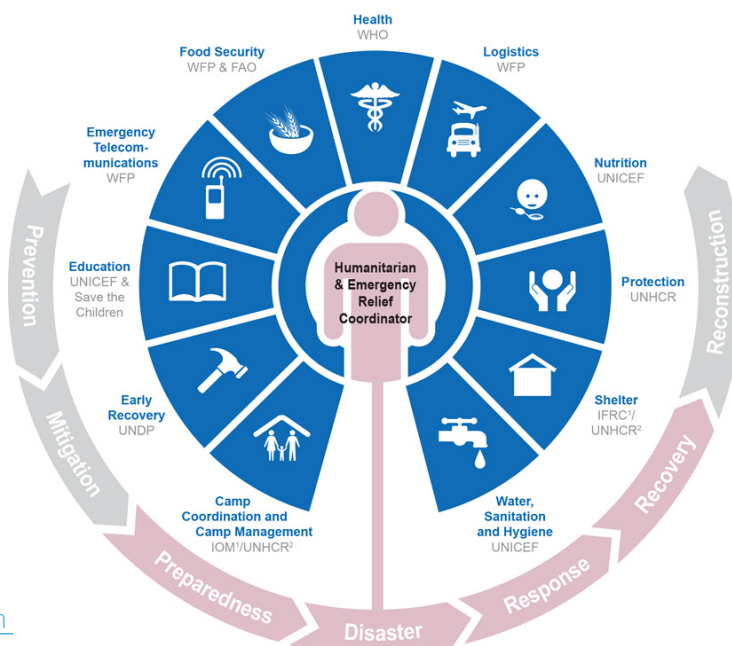 Health
WHO
Food Security
WFP & FAO
Logistics
WFP
Emergency
Telecom-
munications
WFP
Nutrition
UNICEF
Education
UNICEF &
Save the
Children
Humanitarian
& Emergency
Relief
Coordinator
Protection
UNHCR
Early
Recovery
UNDP
Shelter
IFRC¹/
UNHCR²
Camp
Coordination and
Camp Management
IOM¹/UNHCR²
Water,
Sanitation
and Hygiene
UNICEF
Prevention
Mitigation
Preparedness
Disaster
Response
Recovery
Reconstruction